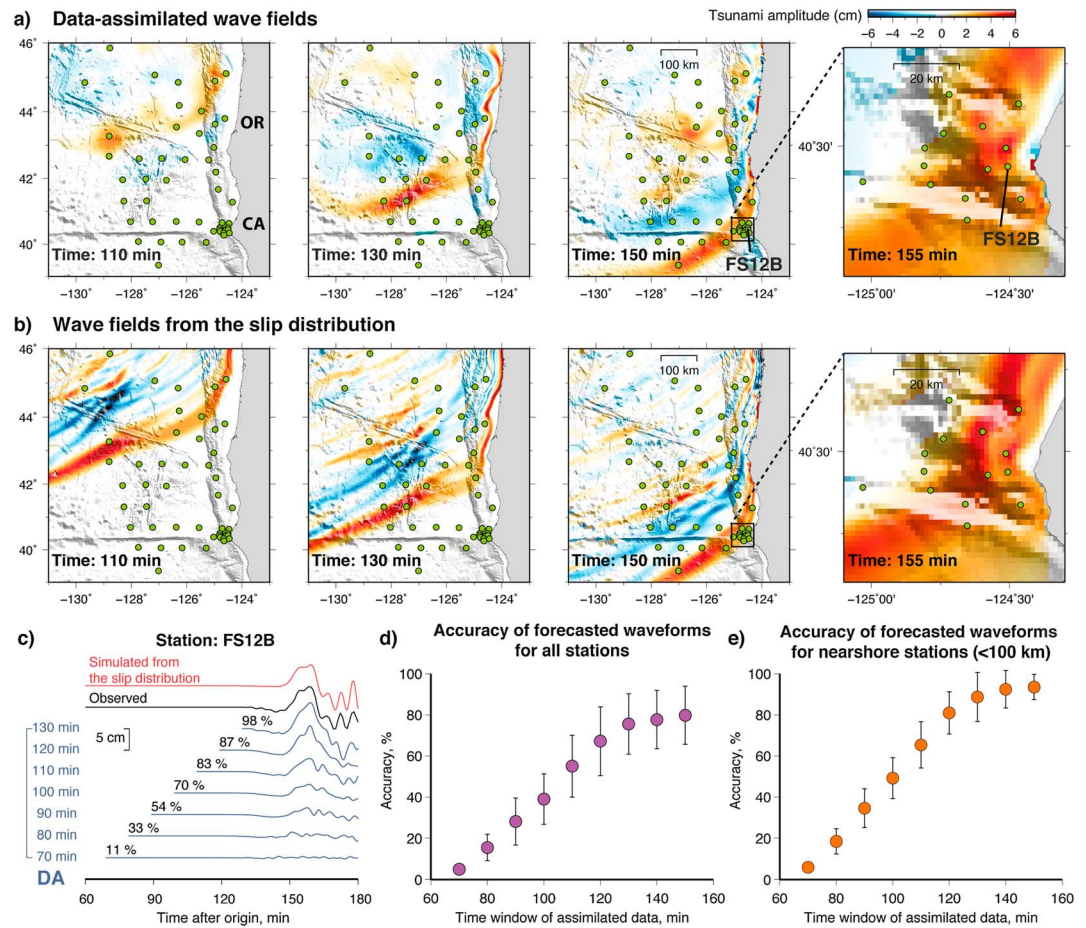 a) Data-assimilated wave fields
Tsunami amplitude (cm)
−6 −4 −2 0 2 4 6
46˚
44˚
42˚
40˚
OR
CA
Time: 110 min
−130˚ −128˚ −126˚ −124˚
Time: 130 min
−130˚ −128˚ −126˚ −124˚
100 km
FS12B
Time: 150 min
−130˚ −128˚ −126˚ −124˚
20 km
40˚30'
FS12B
Time: 155 min
−125˚00' −124˚30'
b) Wave fields from the slip distribution
46˚
44˚
42˚
40˚
Time: 110 min
−130˚ −128˚ −126˚ −124˚
Time: 130 min
−130˚ −128˚ −126˚ −124˚
100 km
Time: 150 min
−130˚ −128˚ −126˚ −124˚
20 km
40˚30'
Time: 155 min
−125˚00' −124˚30'
c) Station: FS12B
Simulated from
the slip distribution
Observed
5 cm
130 min 98 %
120 min 87 %
110 min 83 %
100 min 70 %
90 min 54 %
80 min 33 %
70 min 11 %
DA
60 90 120 150 180
Time after origin, min
d) Accuracy of forecasted waveforms
for all stations
Accuracy, %
100
80
60
40
20
0
60 80 100 120 140 160
Time window of assimilated data, min
e) Accuracy of forecasted waveforms
for nearshore stations (<100 km)
Accuracy, %
100
80
60
40
20
0
60 80 100 120 140 160
Time window of assimilated data, min